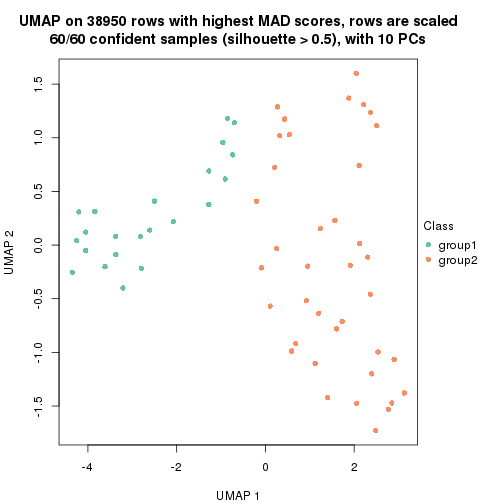 UMAP on 38950 rows with highest MAD scores, rows are scaled
60/60 confident samples (silhouette > 0.5), with 10 PCs
1.5
1.0
0.5
0.0
-0.5
-1.0
-1.5
UMAP 2
-4
-2
0
2
UMAP 1
Class
group1
group2